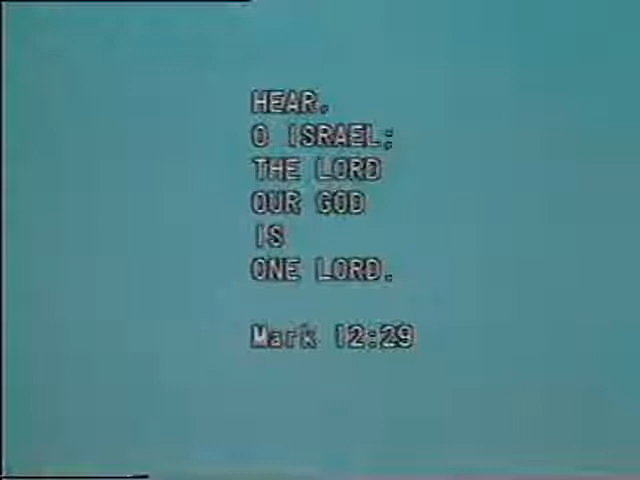 HEAR,
O ISRAEL;
THE LORD
OUR GOD
IS
ONE LORD.
Mark 12:29